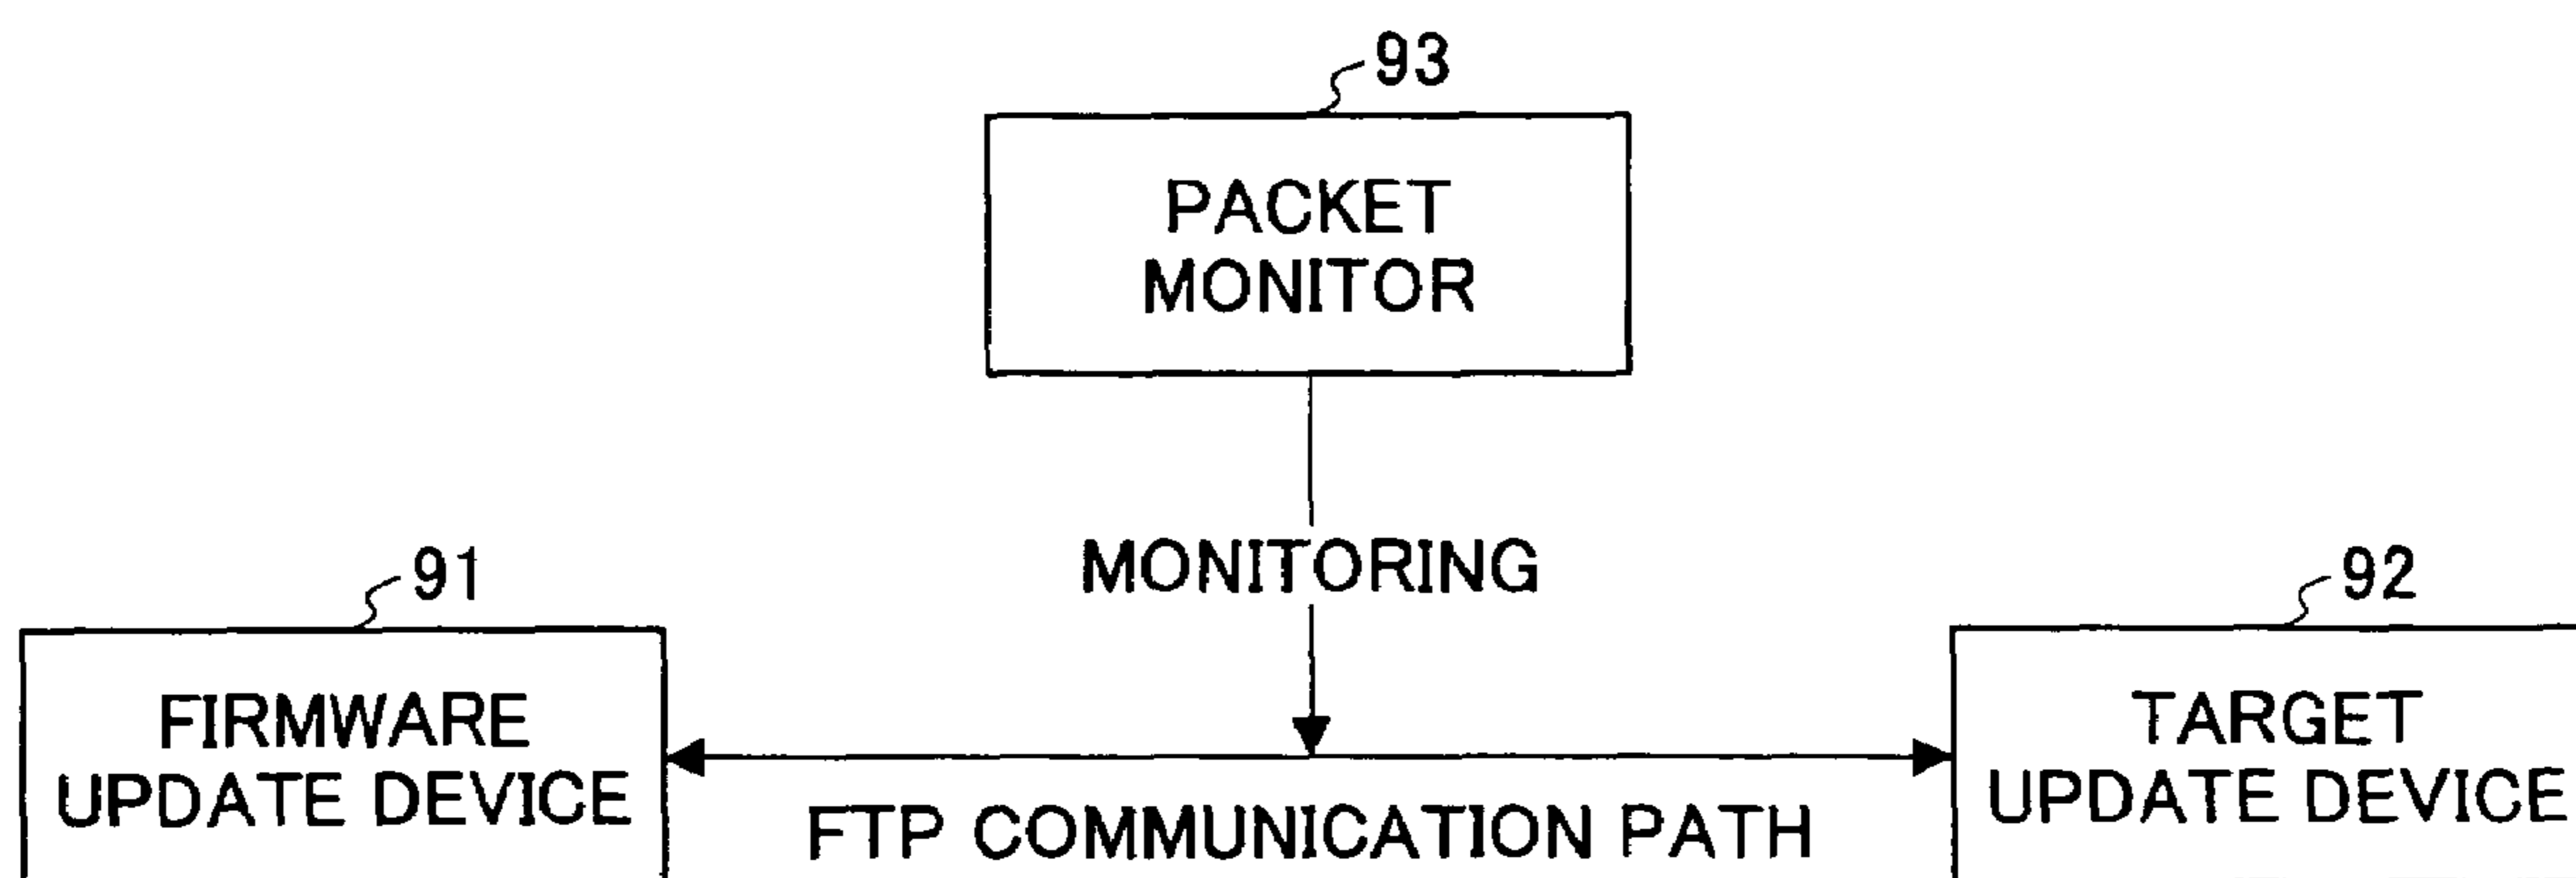 93
PACKET
MONITOR
MONITORING
91
92
FIRMWARE
UPDATE DEVICE
TARGET
UPDATE DEVICE
FTP COMMUNICATION PATH